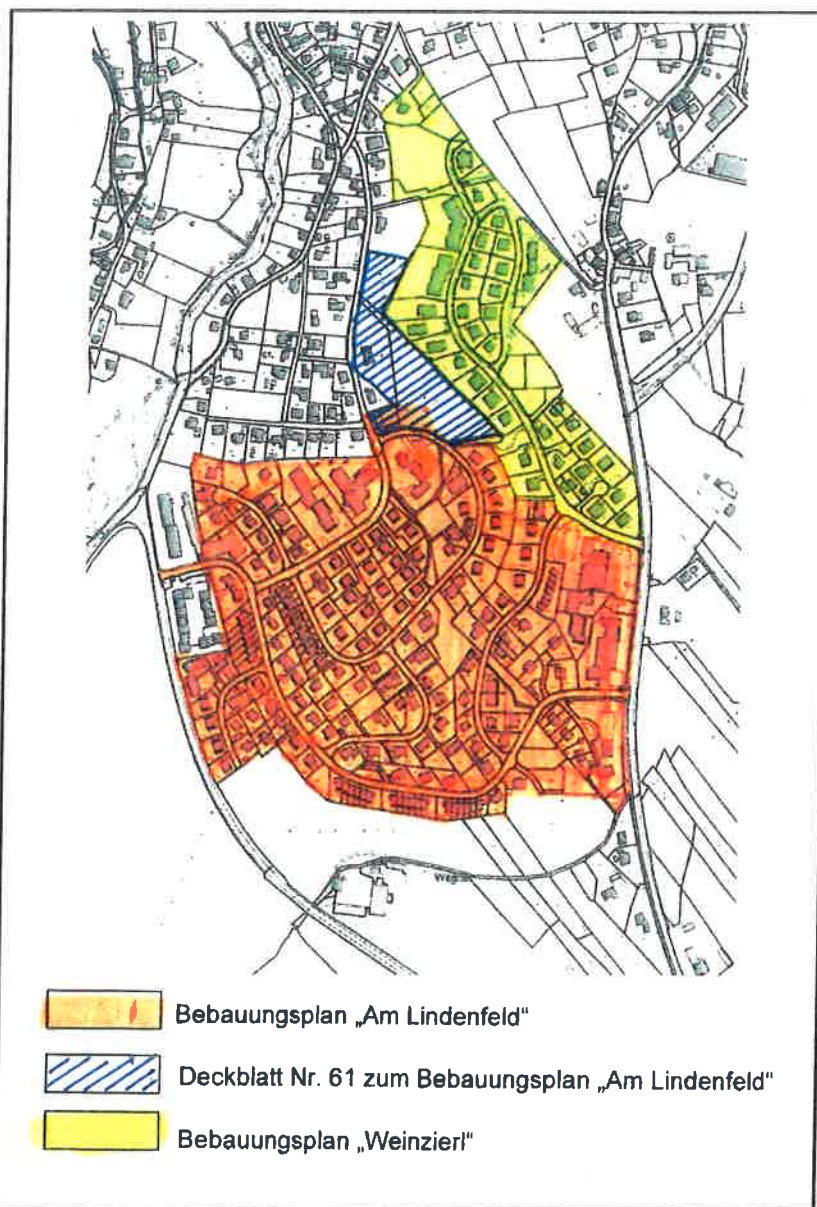 Bebauungsplan „Am Lindenfeld"
Deckblatt Nr. 61 zum Bebauungsplan „Am Lindenfeld"
Bebauungsplan „Weinzierl"